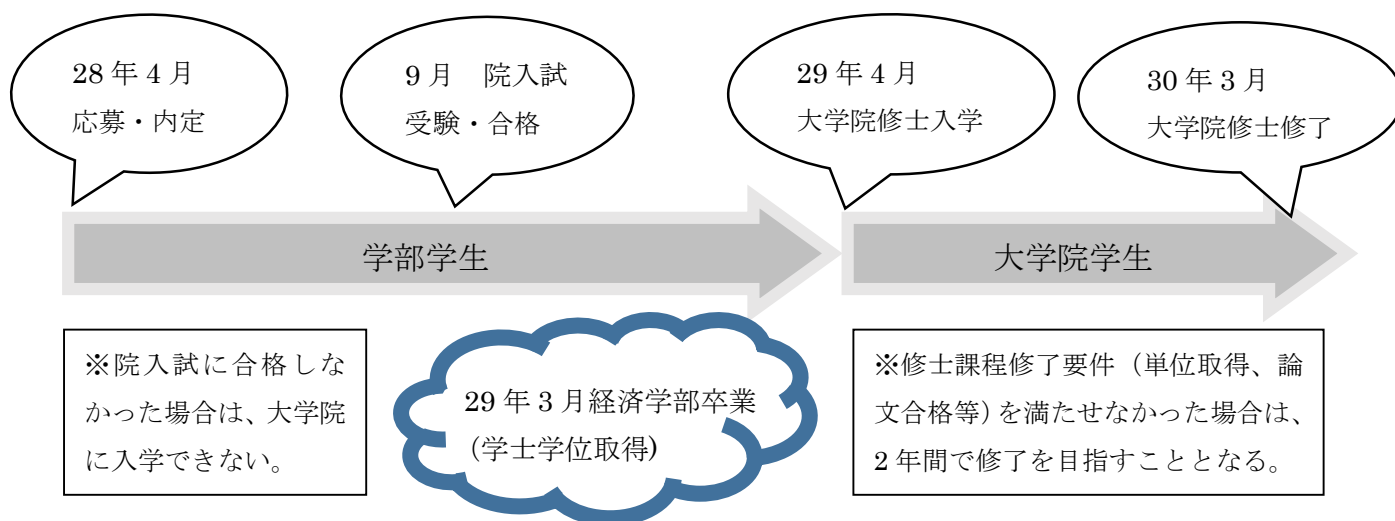 28 年 4 月
応募・内定
9 月　院入試
受験・合格
29 年 4 月
大学院修士入学
30 年 3 月
大学院修士修了
学部学生
大学院学生
※院入試に合格しな
かった場合は、大学院
に入学できない。
29 年 3 月経済学部卒業
(学士学位取得)
※修士課程修了要件（単位取得、論
文合格等）を満たせなかった場合は、
2 年間で修了を目指すこととなる。